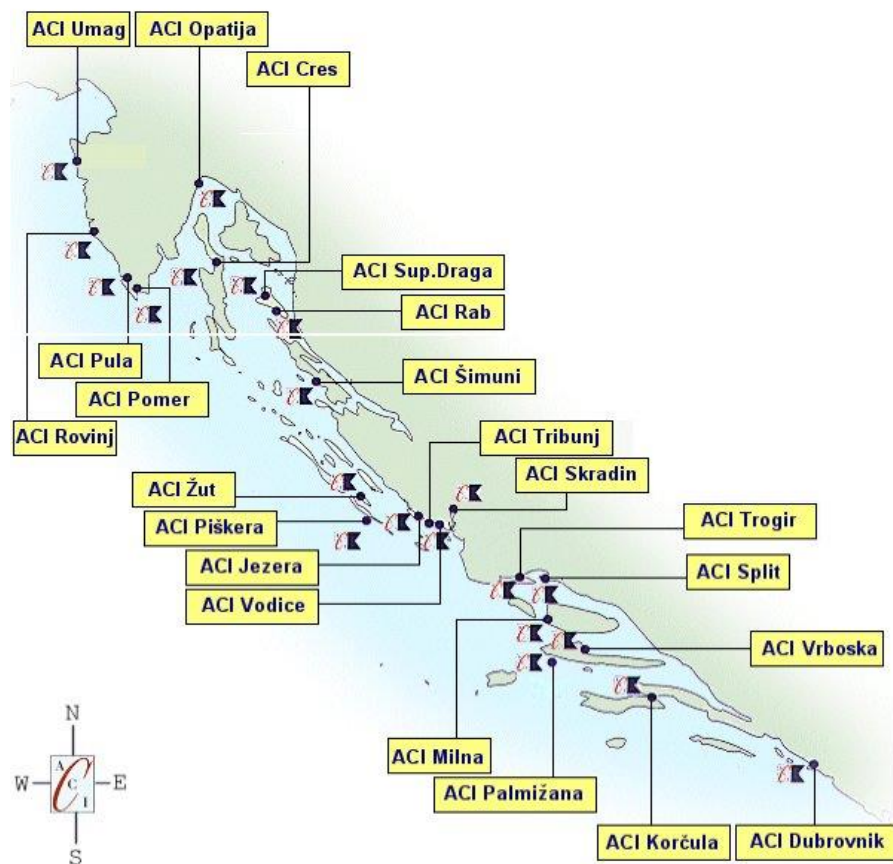 ACI Umag
ACI Opatija
ACI Cres
ACI Sup.Draga
ACI Rab
ACI Pula
ACI Šimuni
ACI Pomer
ACI Rovinj
ACI Tribunj
ACI Skradin
ACI Žut
ACI Piškera
ACI Trogir
ACI Jezera
ACI Split
ACI Vodice
ACI Vrboska
ACI Milna
ACI Palmižana
ACI Korčula
ACI Dubrovnik
N
W
A
C
I
E
S